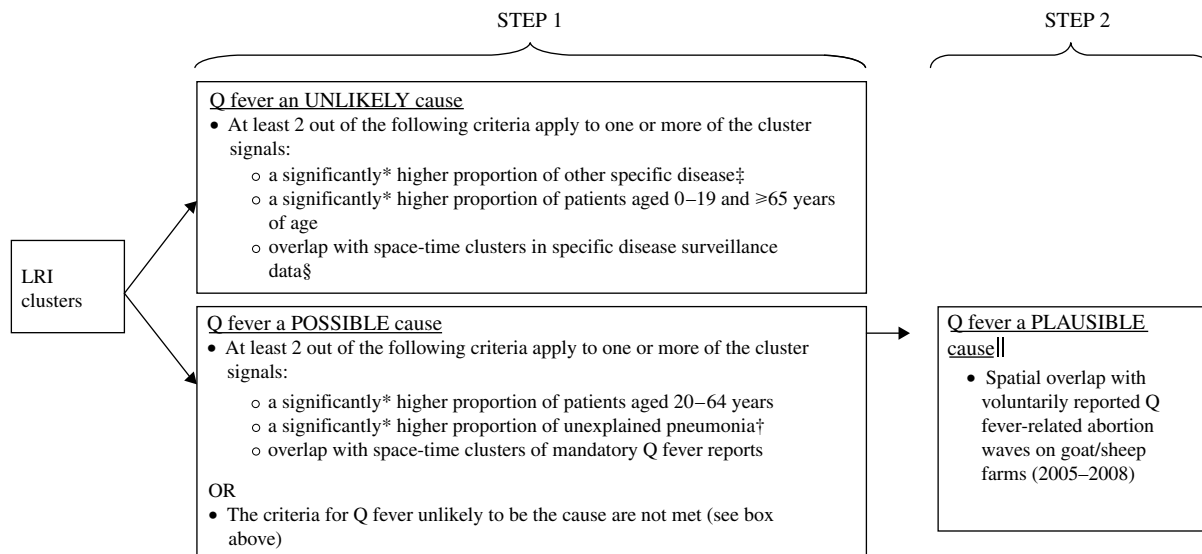 STEP 1
STEP 2
LRI
clusters
Q fever an UNLIKELY cause
• At least 2 out of the following criteria apply to one or more of the cluster
signals:
○ a significantly* higher proportion of other specific disease‡
○ a significantly* higher proportion of patients aged 0–19 and ⩾65 years
of age
○ overlap with space-time clusters in specific disease surveillance
data§
Q fever a POSSIBLE cause
• At least 2 out of the following criteria apply to one or more of the cluster
signals:
○ a significantly* higher proportion of patients aged 20–64 years
○ a significantly* higher proportion of unexplained pneumonia†
○ overlap with space-time clusters of mandatory Q fever reports
OR
• The criteria for Q fever unlikely to be the cause are not met (see box
above)
Q fever a PLAUSIBLE
cause||
• Spatial overlap with
voluntarily reported Q
fever-related abortion
waves on goat/sheep
farms (2005–2008)